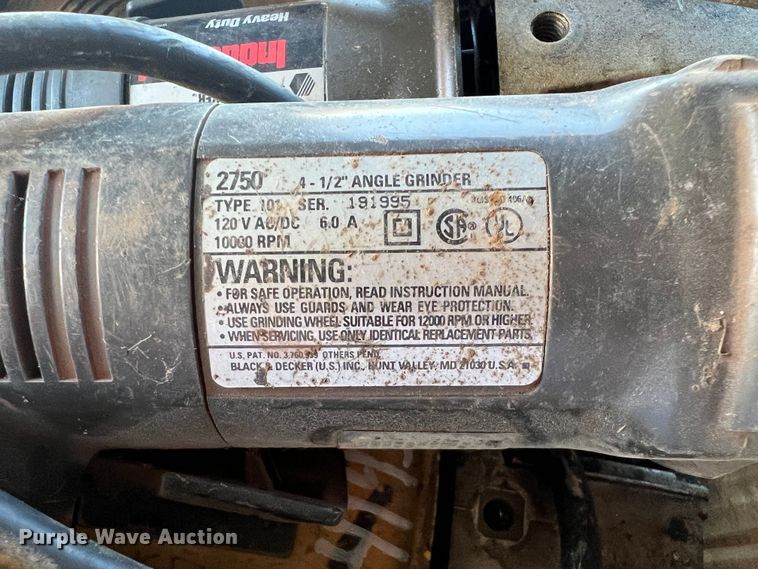 Heavy Duty
2750 4-1/2" ANGLE GRINDER
TYPE 101 SER. 191995
120 V AC/DC 6.0 A SA® UL
10000 RPM
WARNING:
• FOR SAFE OPERATION, READ INSTRUCTION MANUAL.
• ALWAYS USE GUARDS AND WEAR EYE PROTECTION.
• USE GRINDING WHEEL SUITABLE FOR 12000 RPM OR HIGHER.
• WHEN SERVICING, USE ONLY IDENTICAL REPLACEMENT PARTS.
U.S. PAT. NO. OTHERS PEND.
BLACK & DECKER (U.S.) INC., HUNT VALLEY, MD 21030 U.S.A.
Purple Wave Auction